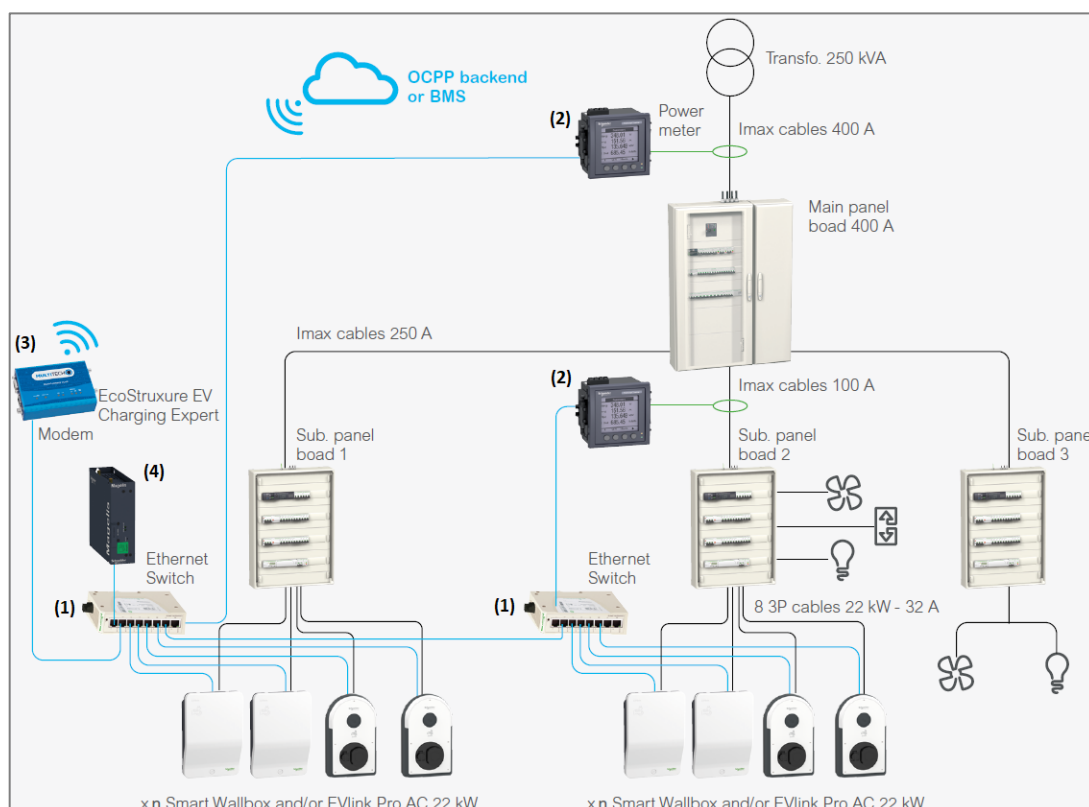 Transfo. 250 kVA
OCPP backend
or BMS
(2)
Power
meter
Imax cables 400 A
Main panel
boad 400 A
Imax cables 250 A
(3)
EcoStruxure EV
Charging Expert
Modem
(2)
Imax cables 100 A
Sub. panel
boad 1
Sub. panel
boad 2
Sub. pane
boad 3
(4)
Magelis
Ethernet
Switch
(1)
Ethernet
Switch
(1)
8 3P cables 22 kW - 32 A
x n Smart Wallbox and/or EVlink Pro AC 22 kW
x n Smart Wallbox and/or EVlink Pro AC 22 kW